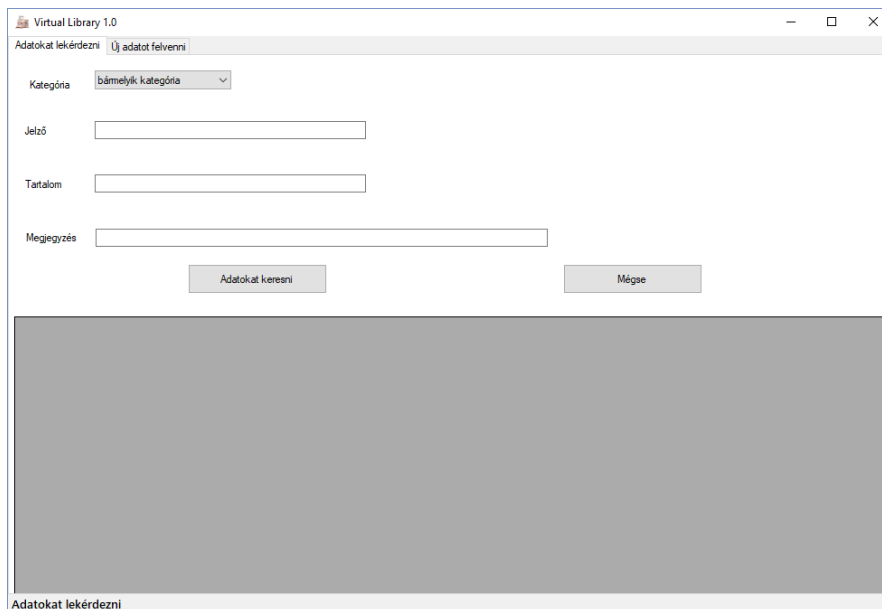 Virtual Library 1.0
Adatokat lekérdezni Új adatot felvenni
Kategória bármelyik kategória
Jelző
Tartalom
Megjegyzés
Adatokat keresni Mégse
Adatokat lekérdezni